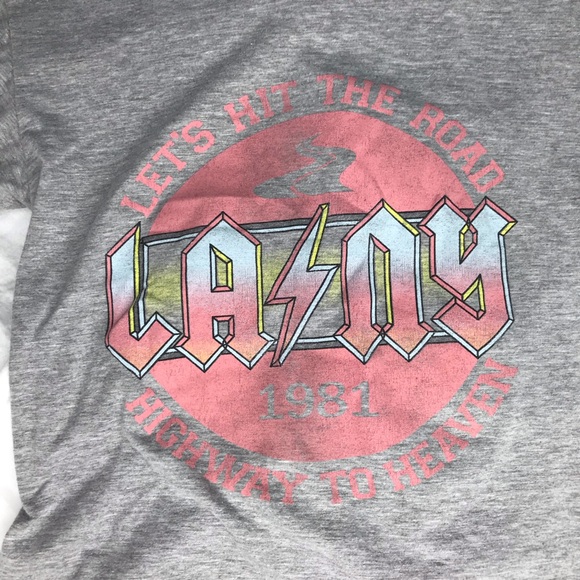 LET'S HIT THE ROAD
LA⚡NY
1981
HIGHWAY TO HEAVEN